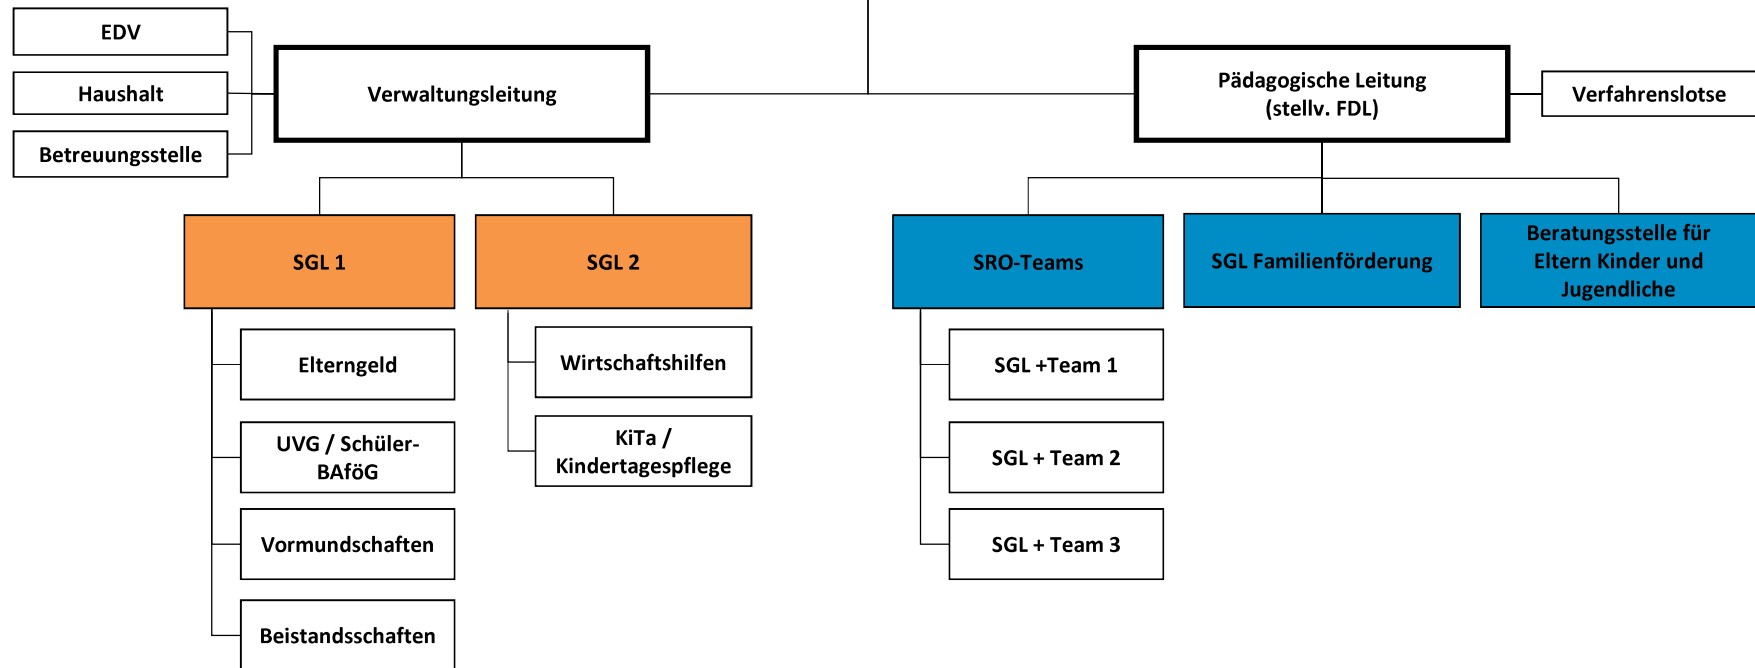 EDV
Haushalt
Betreuungsstelle
Verwaltungsleitung
Pädagogische Leitung
(stellv. FDL)
Verfahrenslotse
SGL 1
Elterngeld
UVG / Schüler-
BAföG
Vormundschaften
Beistandsschaften
SGL 2
Wirtschaftshilfen
KiTa /
Kindertagespflege
SRO-Teams
SGL +Team 1
SGL + Team 2
SGL + Team 3
SGL Familienförderung
Beratungsstelle für
Eltern Kinder und
Jugendliche